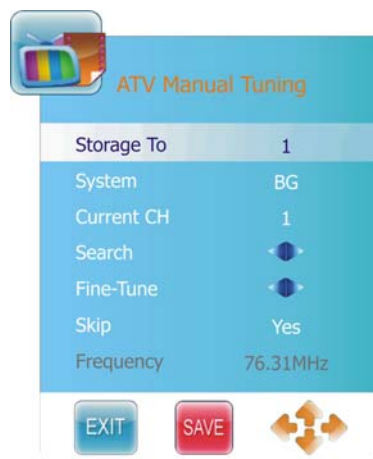 ATV Manual Tuning
Storage To 1
System BG
Current CH 1
Search
Fine-Tune
Skip Yes
Frequency 76.31MHz
EXIT SAVE